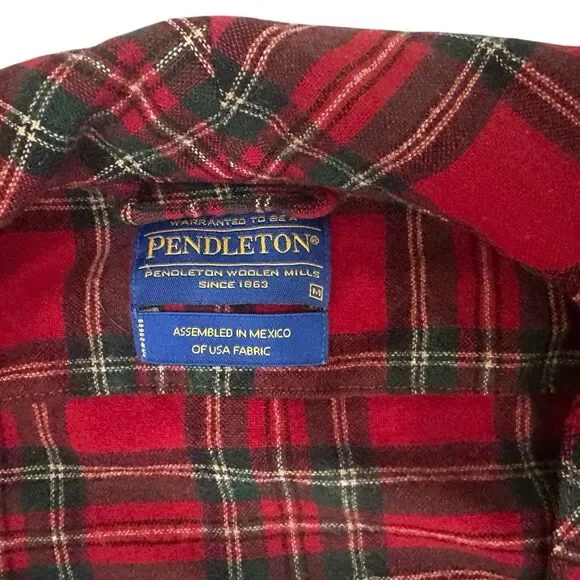 WARRANTED TO BE A
PENDLETON®
PENDLETON WOOLEN MILLS
SINCE 1863
M
ASSEMBLED IN MEXICO
OF USA FABRIC